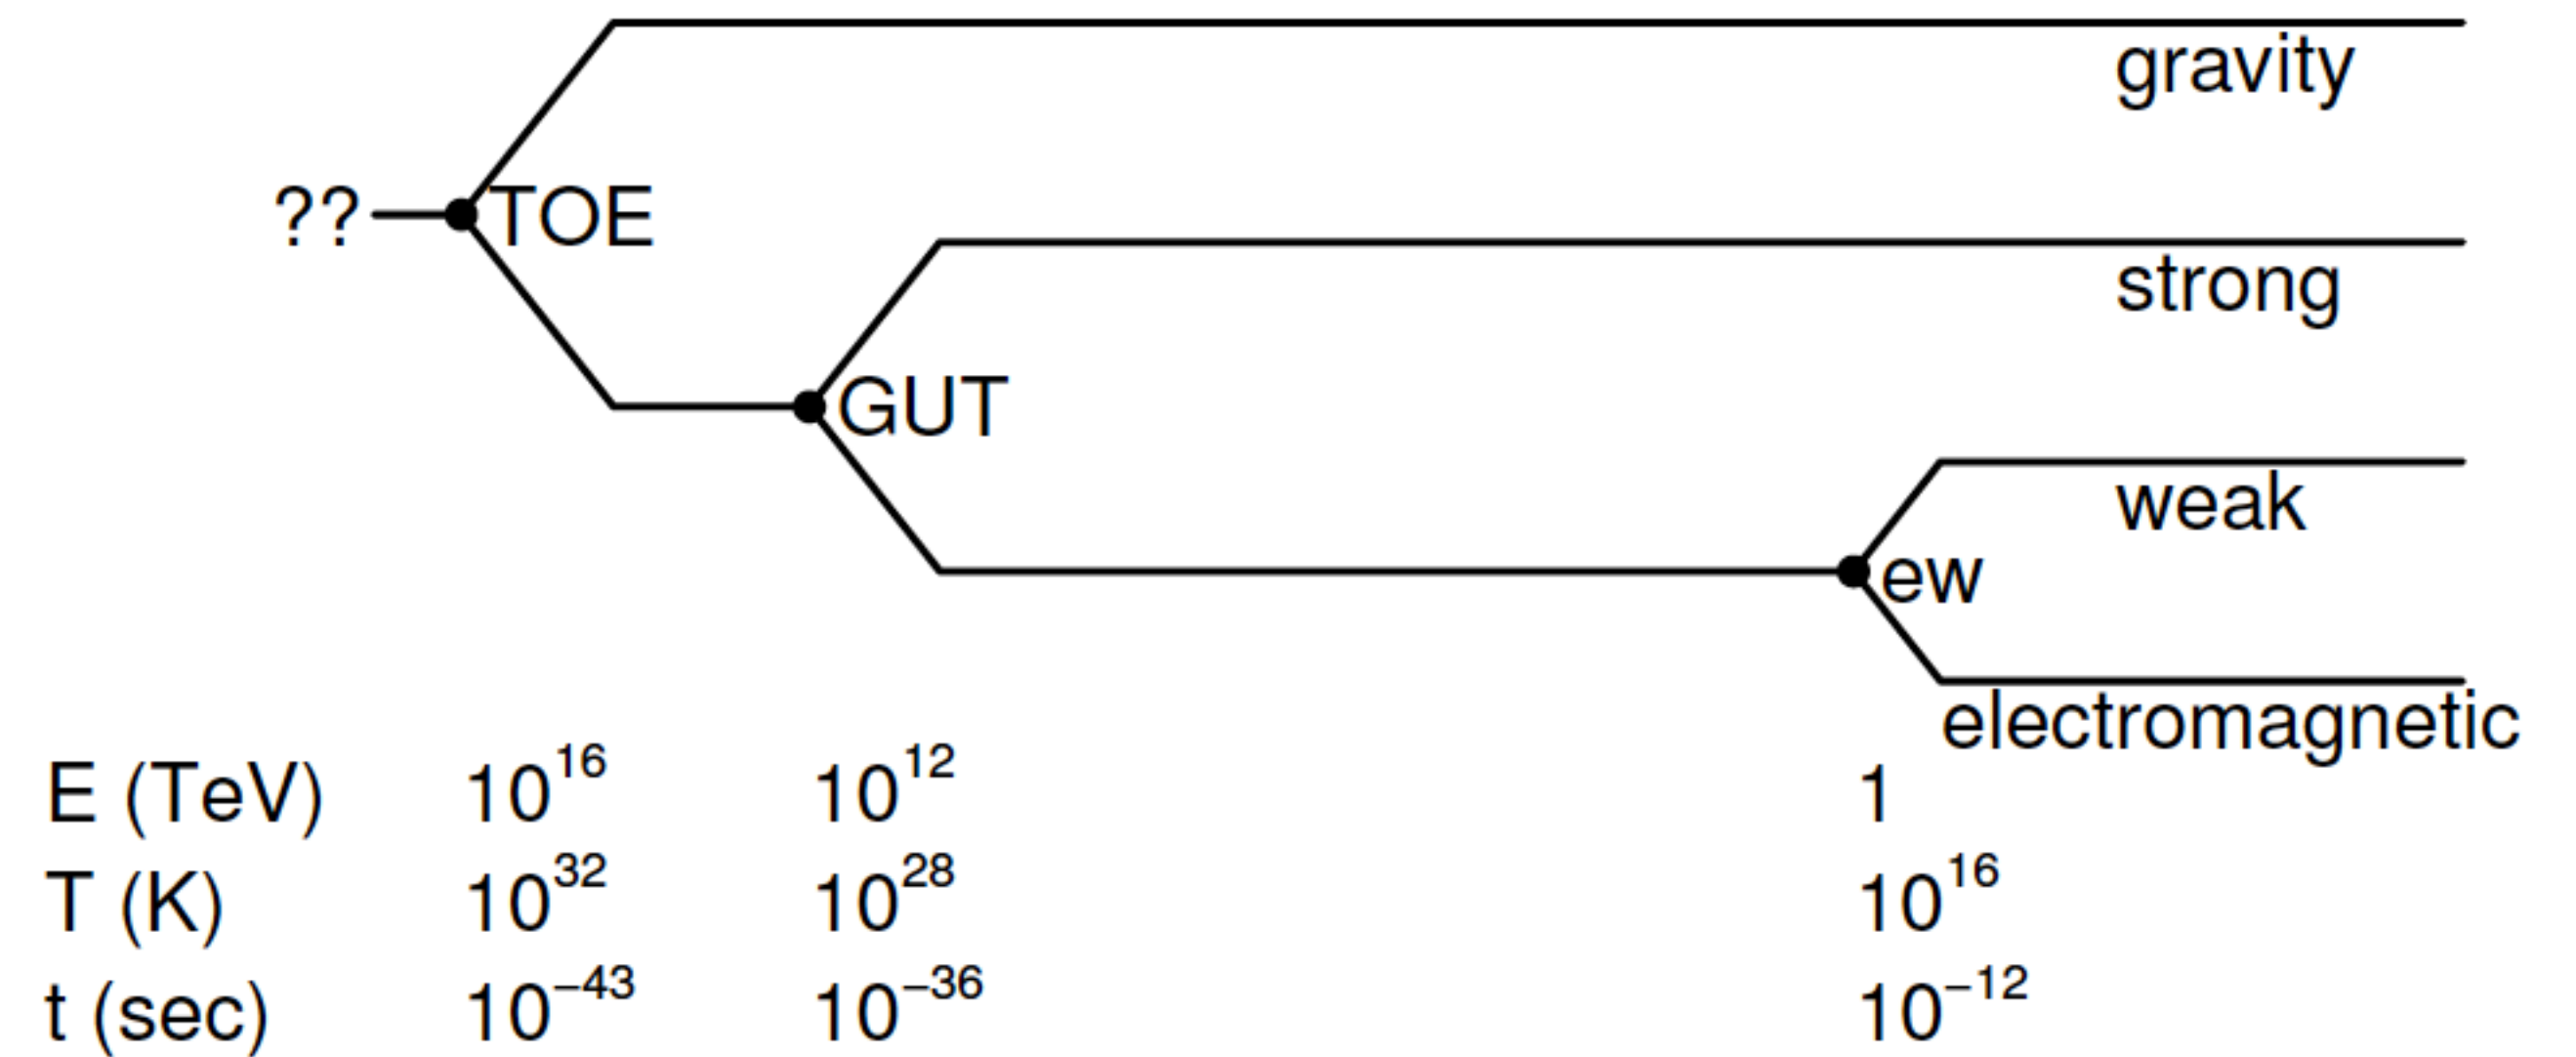 gravity
?? TOE
strong
GUT
weak
ew
electromagnetic
E (TeV) 10^16 10^12 1
T (K) 10^32 10^28 10^16
t (sec) 10^−43 10^−36 10^−12